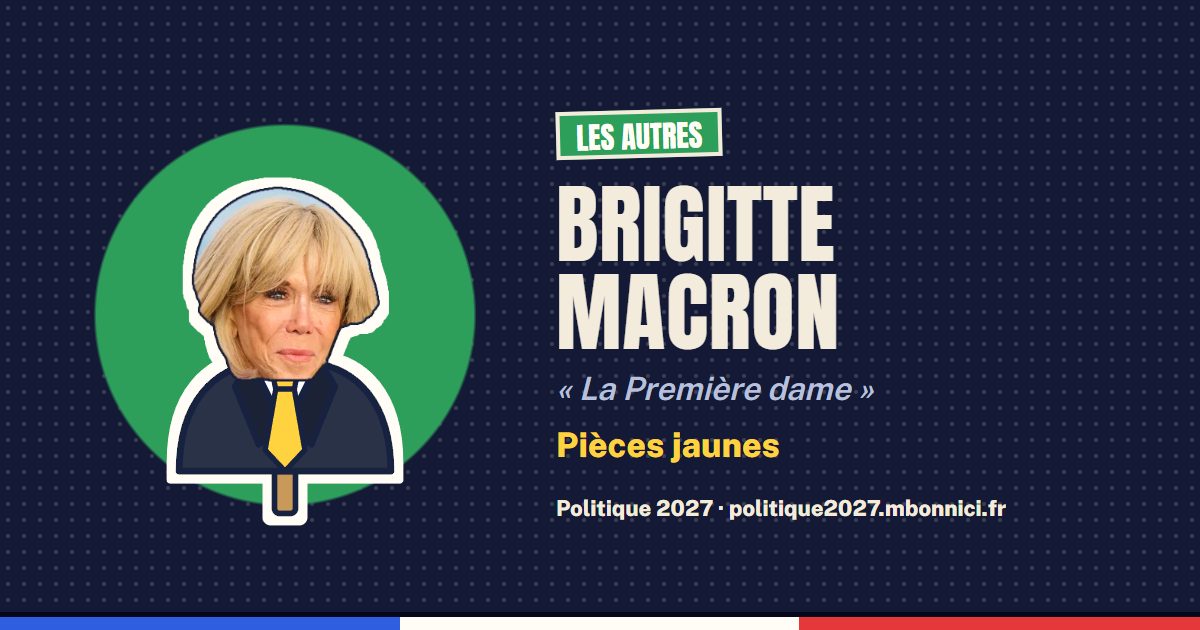 LES AUTRES
BRIGITTE
MACRON
« La Première dame »
Pièces jaunes
Politique 2027 · politique2027.mbonnici.fr